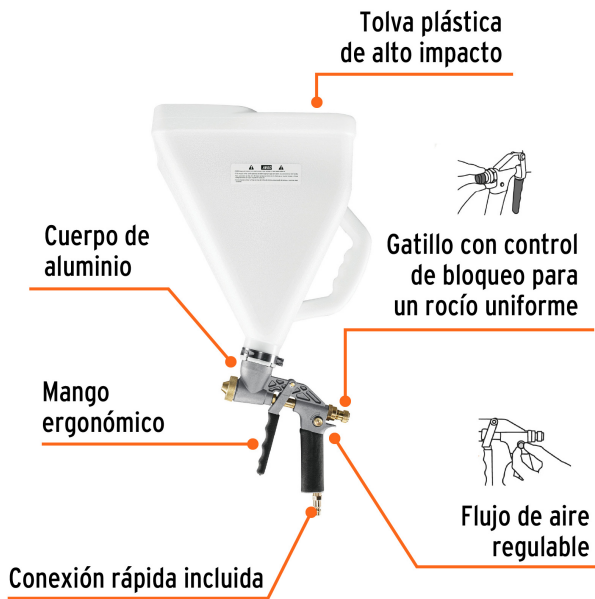 Tolva plástica
de alto impacto
Gatillo con control
de bloqueo para
un rocío uniforme
Cuerpo de
aluminio
Mango
ergonómico
Flujo de aire
regulable
Conexión rápida incluida